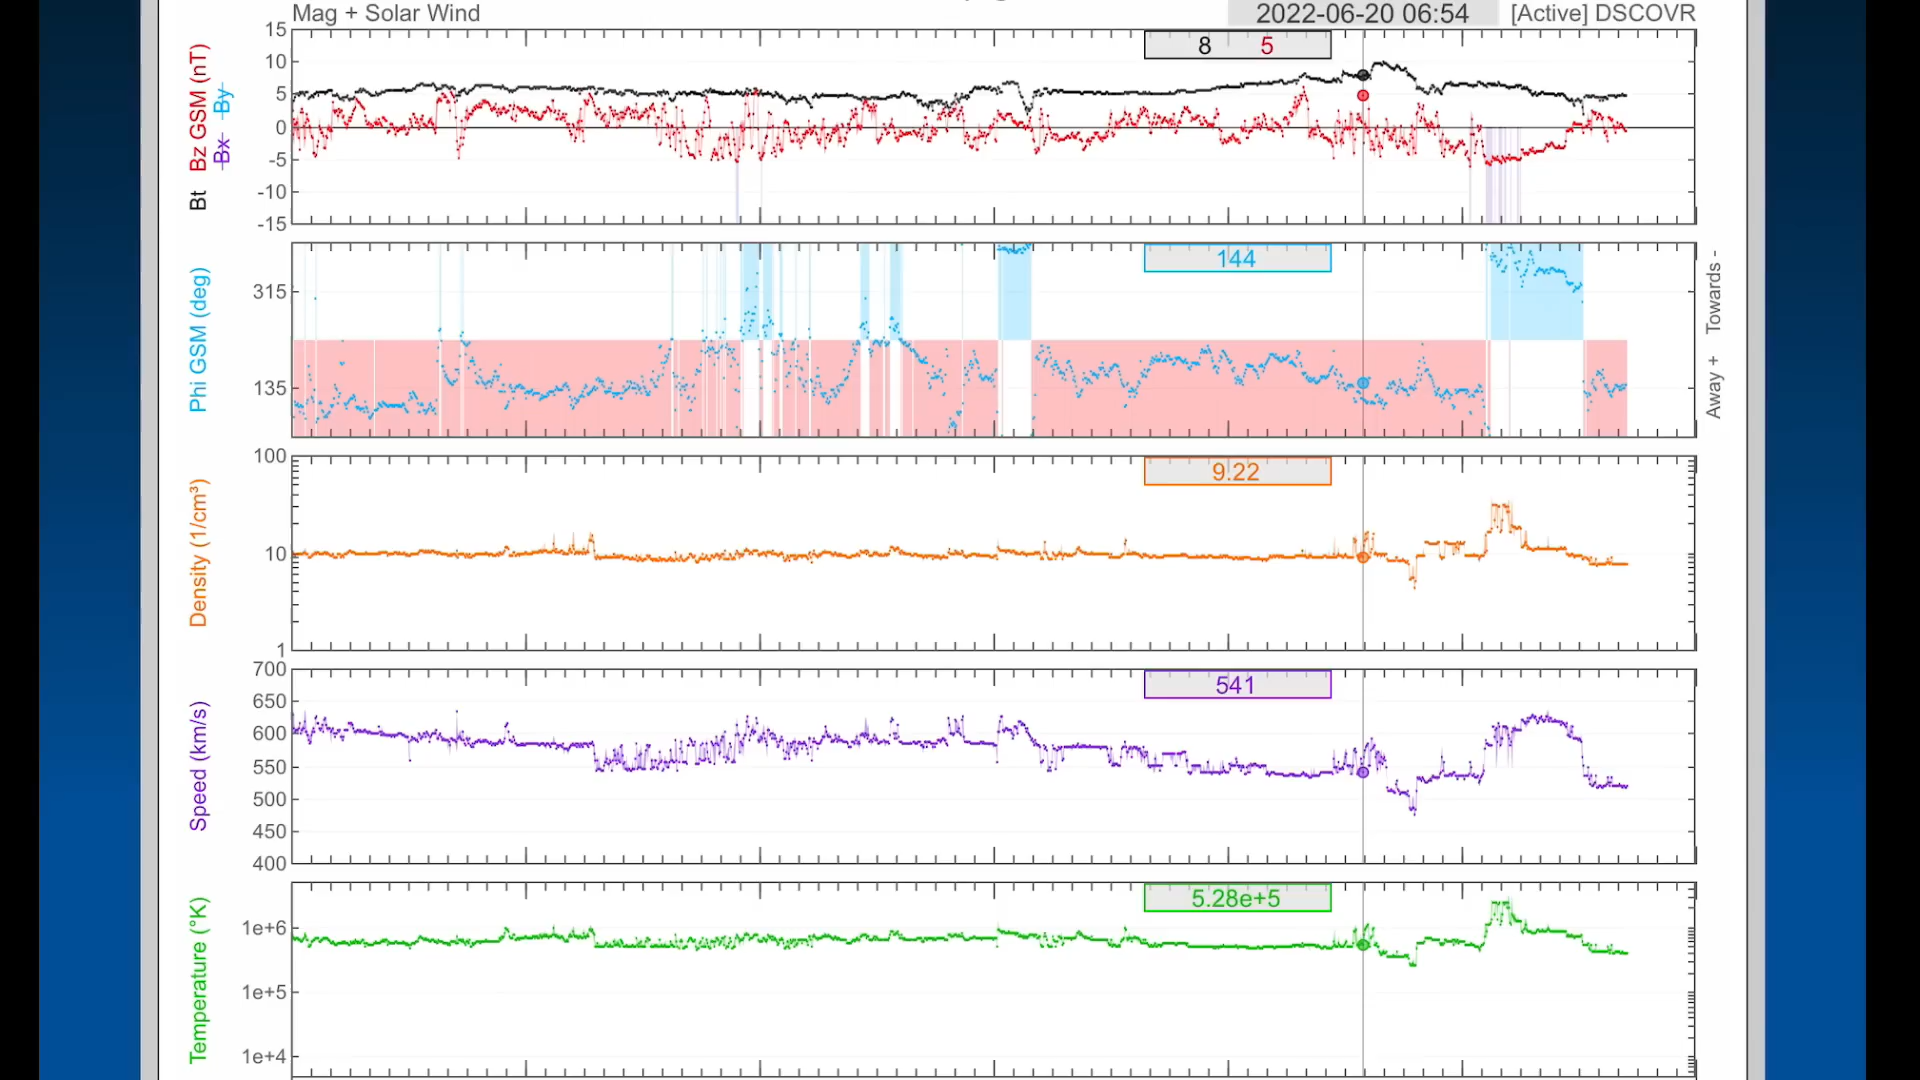 Mag + Solar Wind
2022-06-20 06:54
[Active] DSCOVR
15
10
5
0
-5
-10
-15
Bt Bz GSM (nT)
Bx By
8 5
315
135
Phi GSM (deg)
144
Away + Towards -
100
10
1
Density (1/cm³)
9.22
700
650
600
550
500
450
400
Speed (km/s)
541
1e+6
1e+5
1e+4
Temperature (°K)
5.28e+5